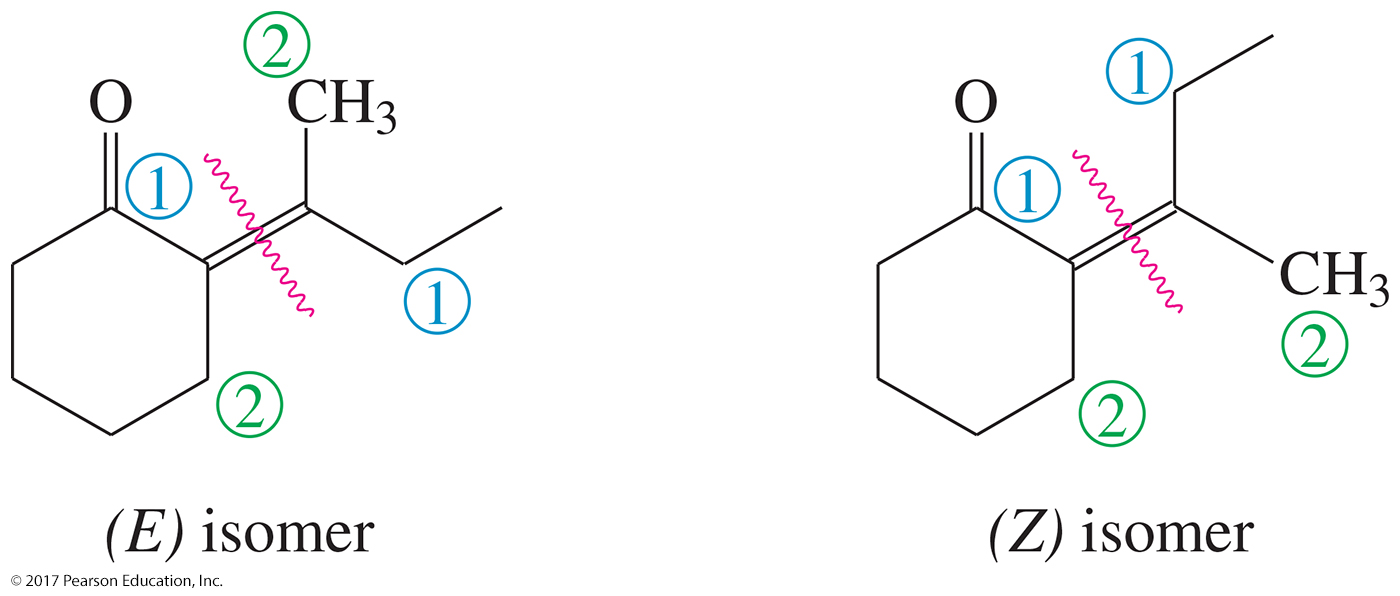 ②
CH₃
O
①
①
②
(E) isomer
①
O
①
CH₃
②
②
(Z) isomer
© 2017 Pearson Education, Inc.